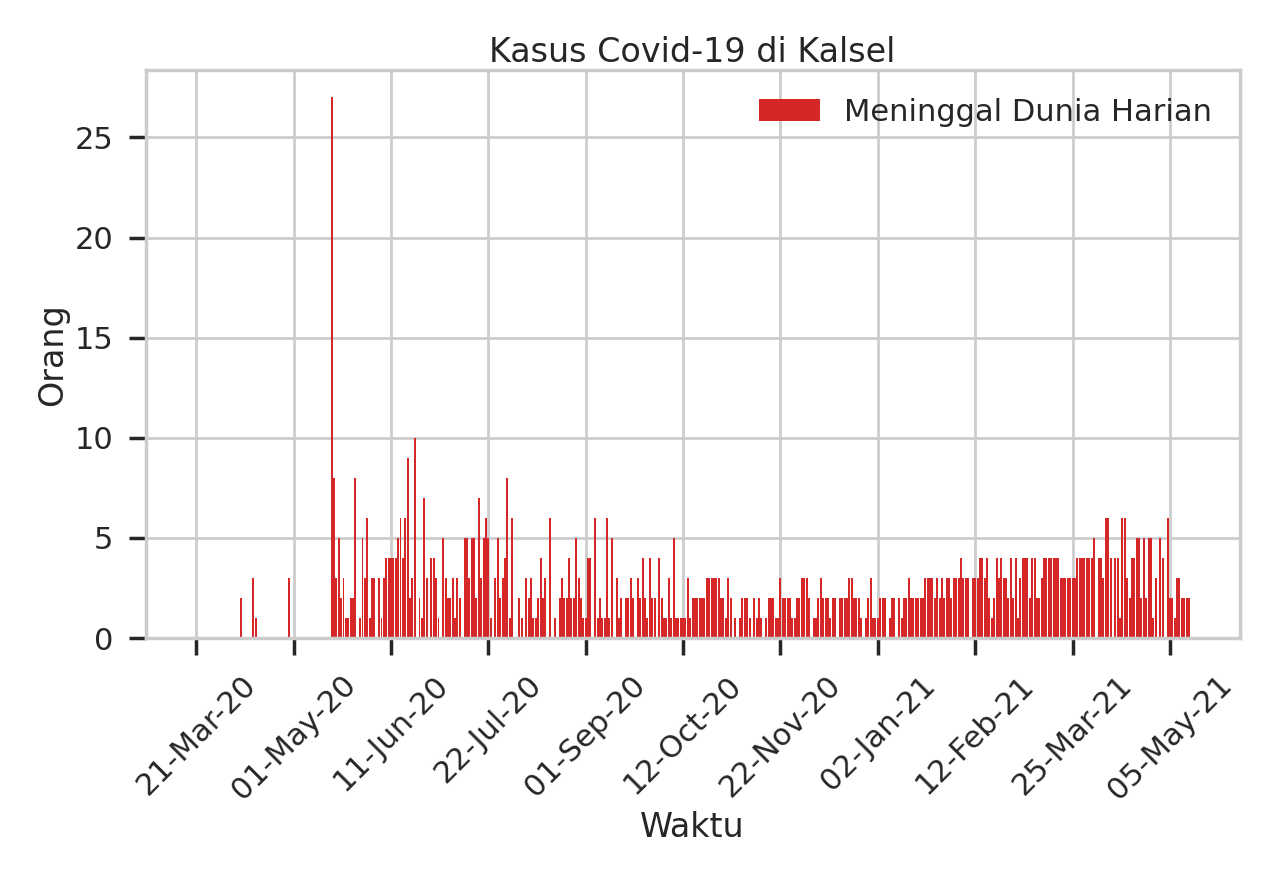 Kasus Covid-19 di Kalsel
Meninggal Dunia Harian
Orang
25
20
15
10
5
0
21-Mar-20
01-May-20
11-Jun-20
22-Jul-20
01-Sep-20
12-Oct-20
22-Nov-20
02-Jan-21
12-Feb-21
25-Mar-21
05-May-21
Waktu